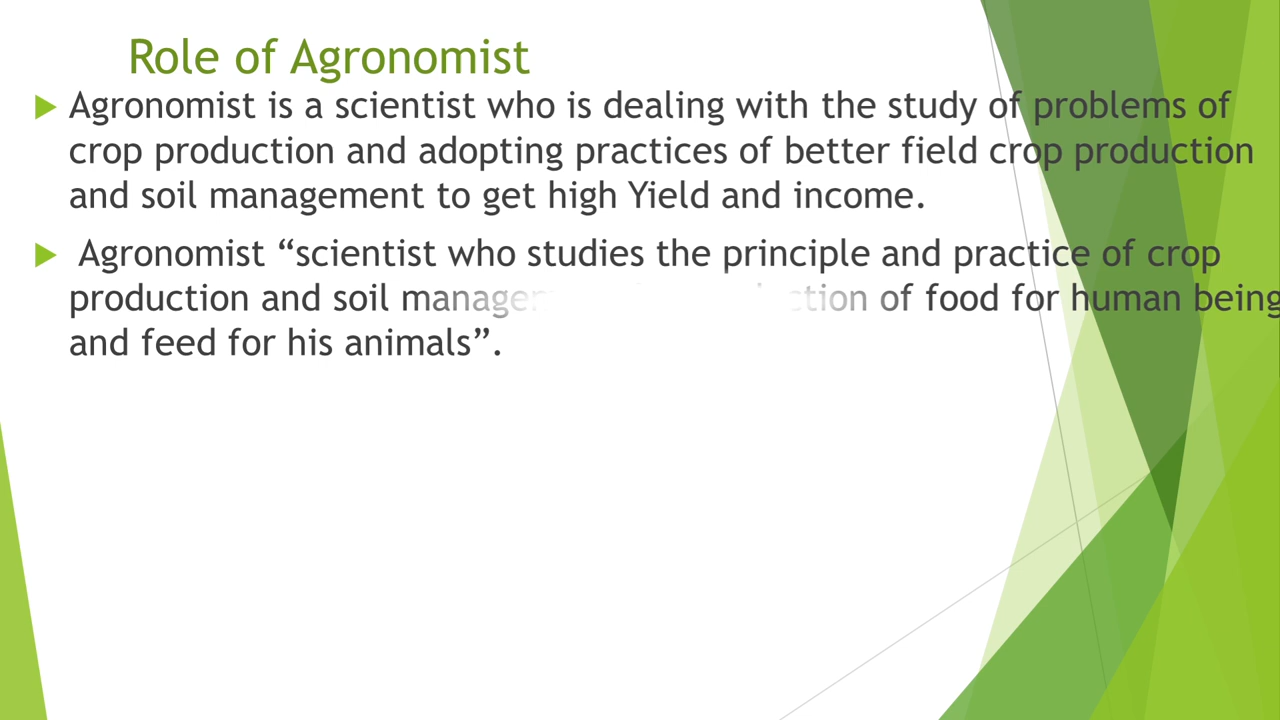 Role of Agronomist
Agronomist is a scientist who is dealing with the study of problems of
crop production and adopting practices of better field crop production
and soil management to get high Yield and income.
Agronomist “scientist who studies the principle and practice of crop
production and soil of food for human being
and feed for his animals”.